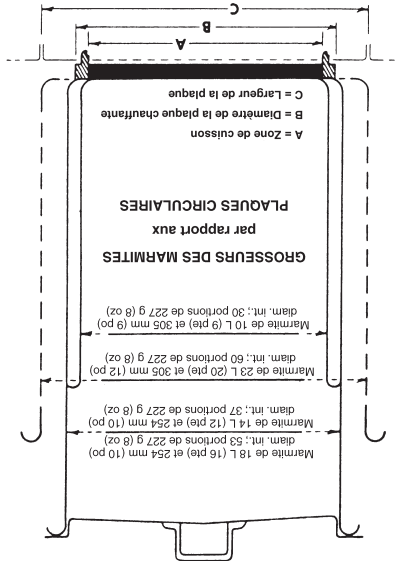 Marmite de 18 L (16 pte) et 254 mm (10 po)
diam. int.; 53 portions de 227 g (8 oz)
Marmite de 14 L (12 pte) et 254 mm (10 po)
diam. int.; 37 portions de 227 g (8 oz)
Marmite de 23 L (20 pte) et 305 mm (12 po)
diam. int.; 60 portions de 227 g (8 oz)
Marmite de 10 L (9 pte) et 305 mm (9 po)
diam. int.; 30 portions de 227 g (8 oz)
GROSSEURS DES MARMITES
par rapport aux
PLAQUES CIRCULAIRES
A = Zone de cuisson
B = Diamètre de la plaque chauffante
C = Largeur de la plaque
A
B
C